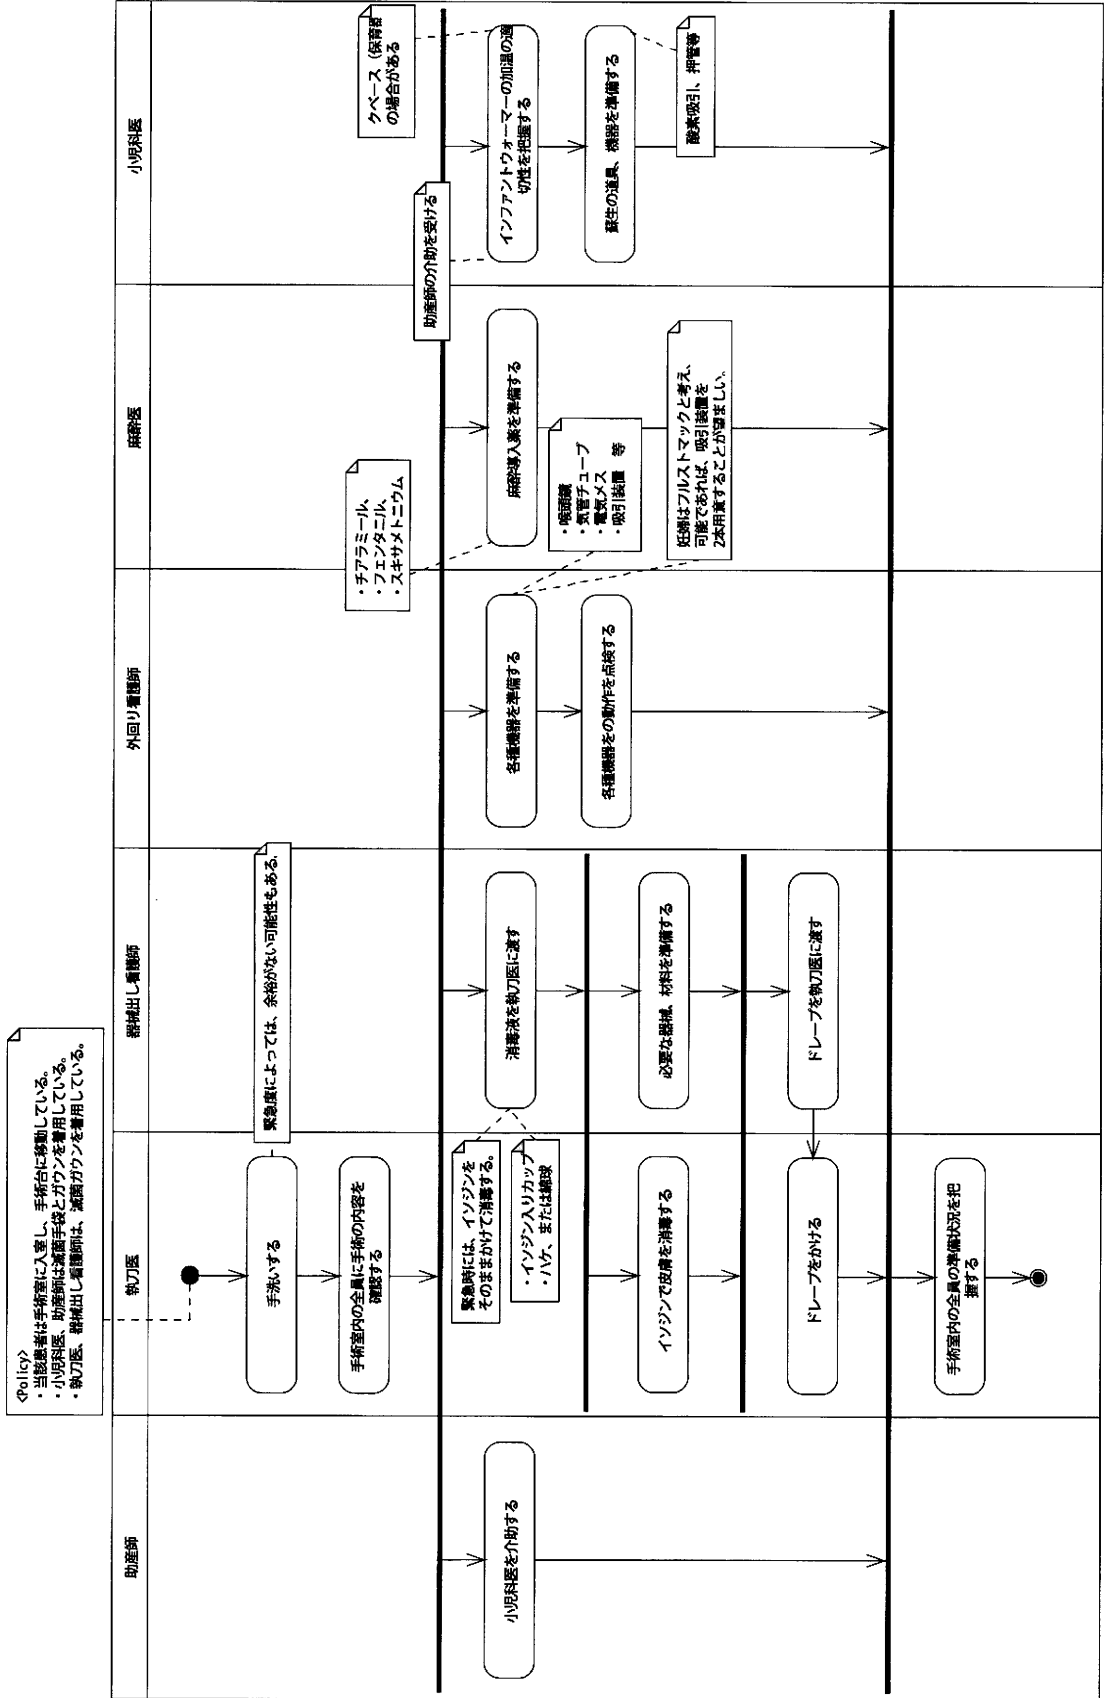 <Policy>
・当該患者は手術室に入室し、手術台に移動している。
・小児科医、助産師は滅菌手袋とガウンを着用している。
・執刀医、器械出し看護師は、滅菌ガウンを着用している。
助産師
執刀医
器械出し看護師
外回り看護師
麻酔医
小児科医
手洗いする
緊急度によっては、余裕がない可能性もある。
手術室内の全員に手術の内容を
確認する
小児科医を介助する
緊急時には、イソジンを
そのままかけて消毒する。
・イソジン入りカップ
・ハケ、または綿球
消毒液を執刀医に渡す
イソジンで皮膚を消毒する
必要な器械、材料を準備する
ドレープをかける
ドレープを執刀医に渡す
手術室内の全員の準備状況を把
握する
各種機器を準備する
各種機器をの動作を点検する
・チアラミール、
・フェンタニル、
・スキサメトニウム
麻酔導入薬を準備する
・喉頭鏡
・気管チューブ
・電気メス
・吸引装置　等
妊婦はフルストマックと考え、
可能であれば、吸引装置を
2本用意することが望ましい。
助産師の介助を受ける
クベース（保育器
の場合がある
インファントウォーマーの加温の適
切性を把握する
蘇生の道具、機器を準備する
酸素吸引、挿管等